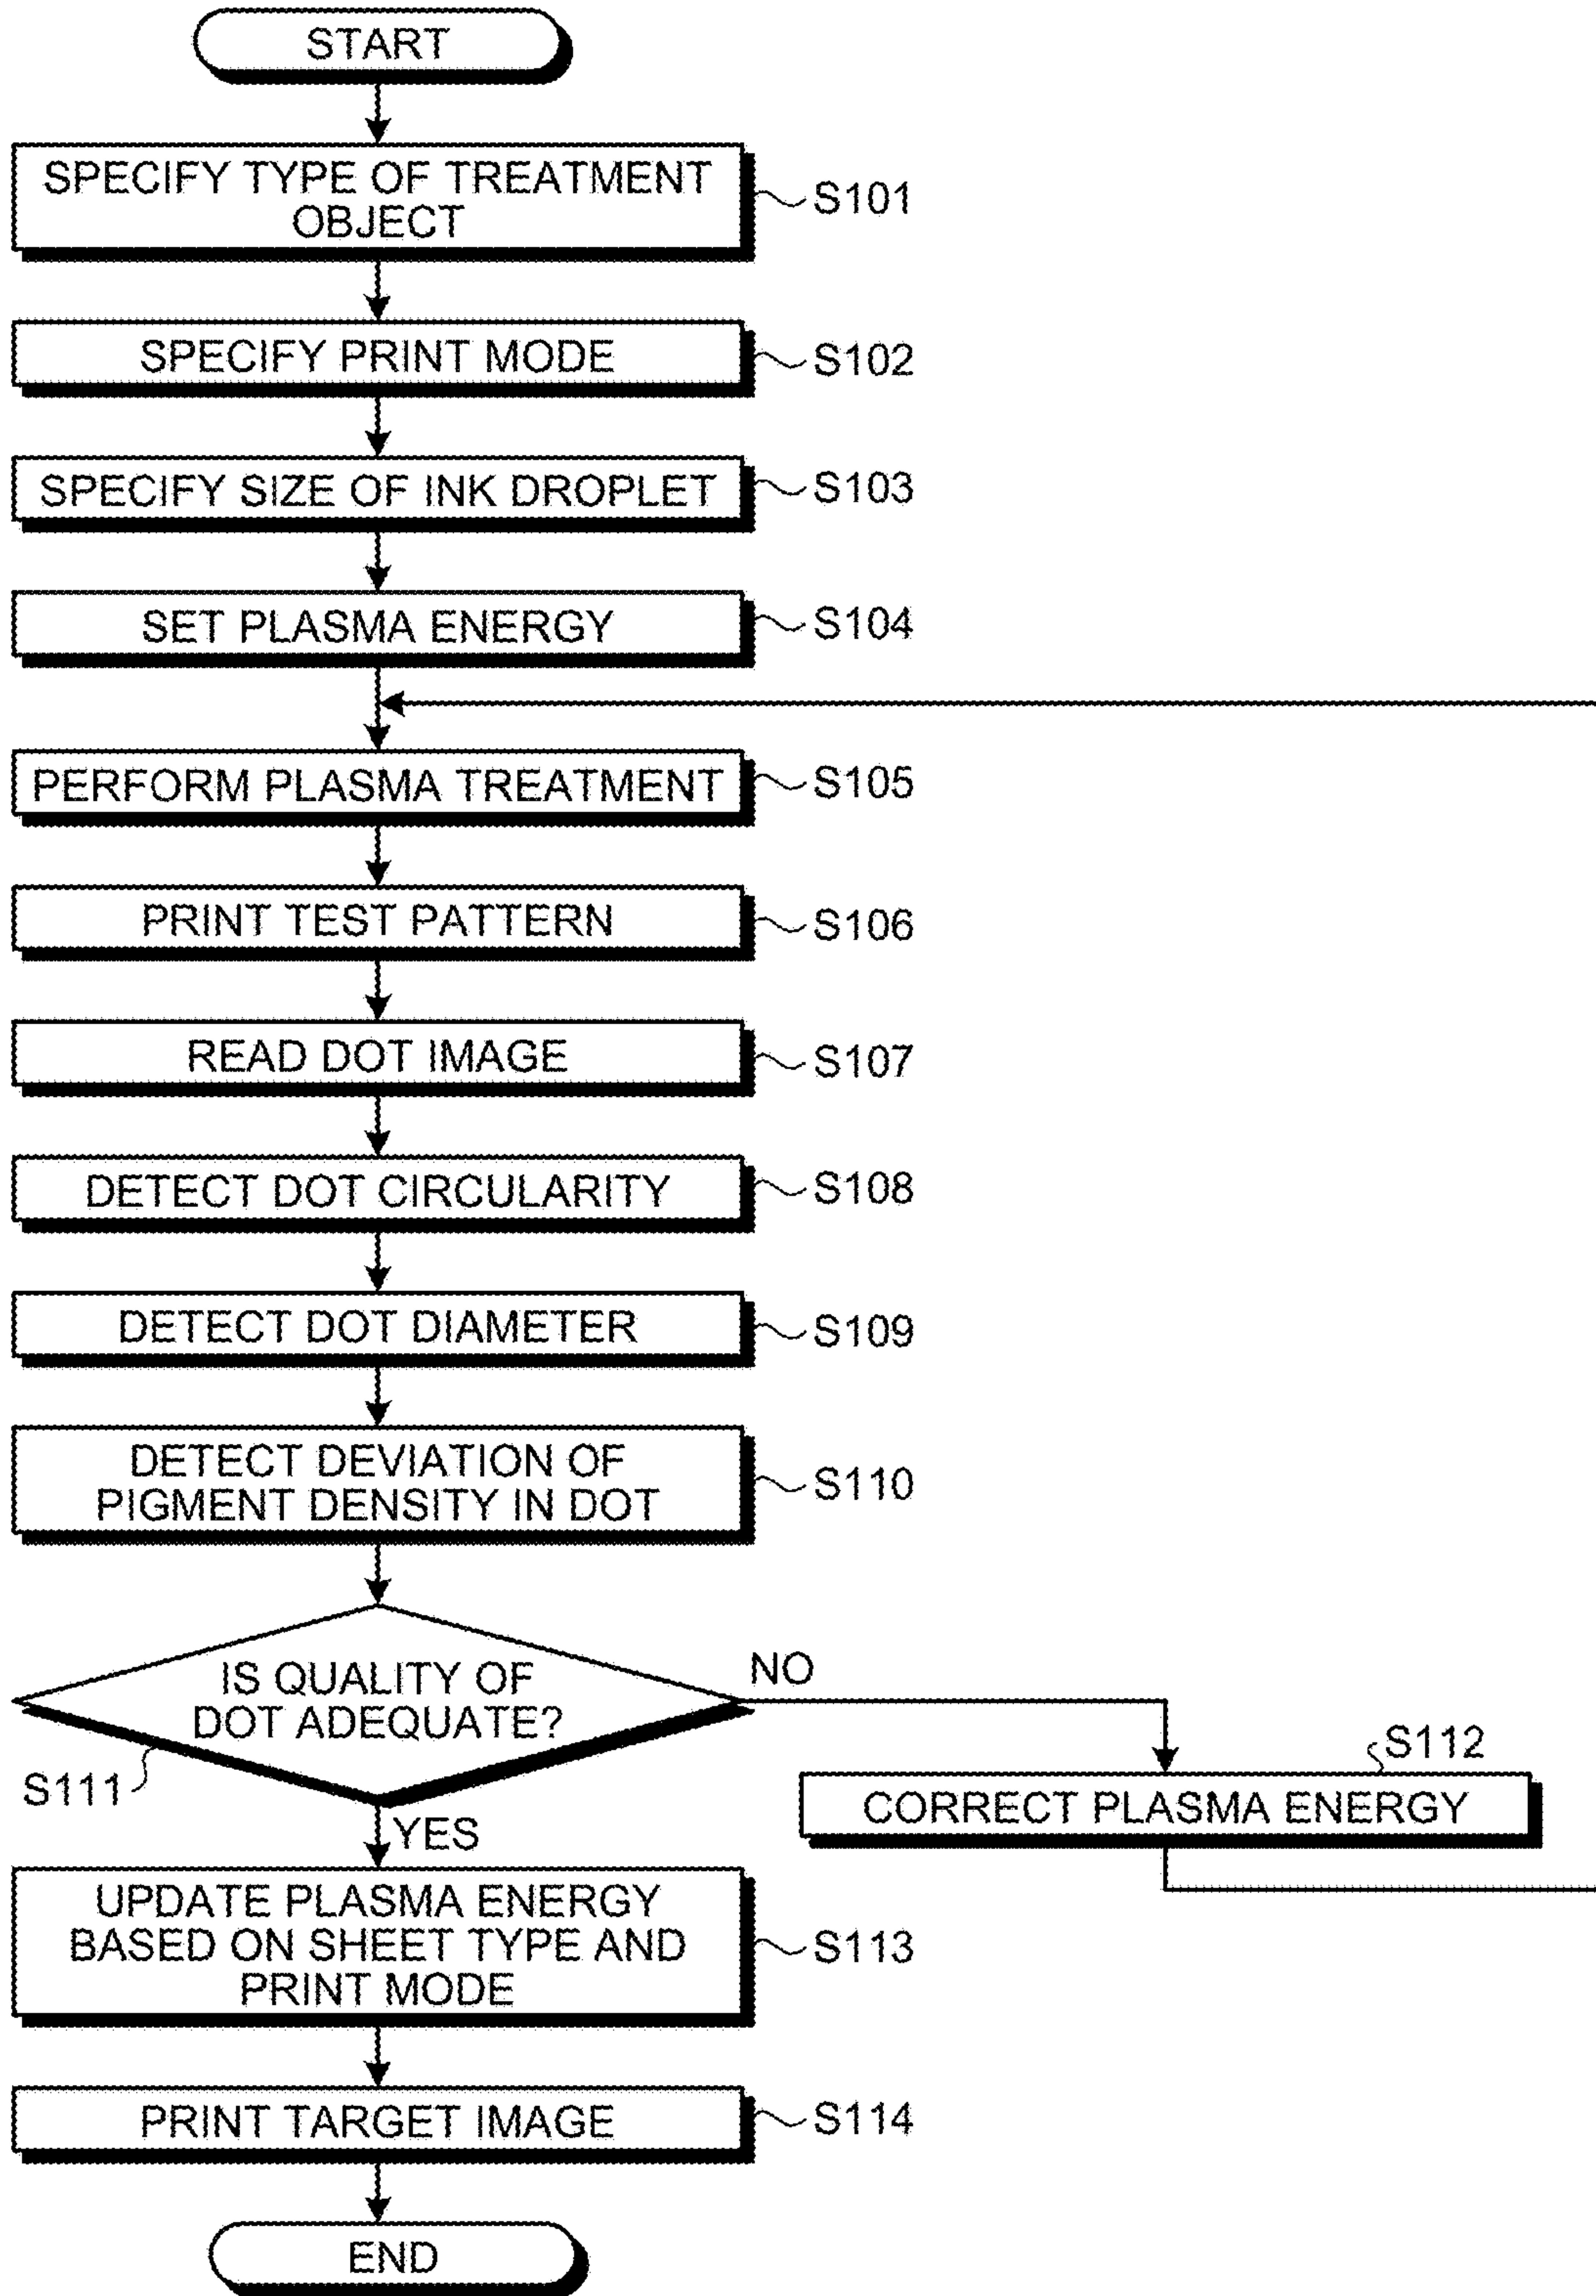 START
SPECIFY TYPE OF TREATMENT
OBJECT
S101
SPECIFY PRINT MODE
S102
SPECIFY SIZE OF INK DROPLET
S103
SET PLASMA ENERGY
S104
PERFORM PLASMA TREATMENT
S105
PRINT TEST PATTERN
S106
READ DOT IMAGE
S107
DETECT DOT CIRCULARITY
S108
DETECT DOT DIAMETER
S109
DETECT DEVIATION OF
PIGMENT DENSITY IN DOT
S110
IS QUALITY OF
DOT ADEQUATE?
S111
NO
S112
CORRECT PLASMA ENERGY
YES
UPDATE PLASMA ENERGY
BASED ON SHEET TYPE AND
PRINT MODE
S113
PRINT TARGET IMAGE
S114
END